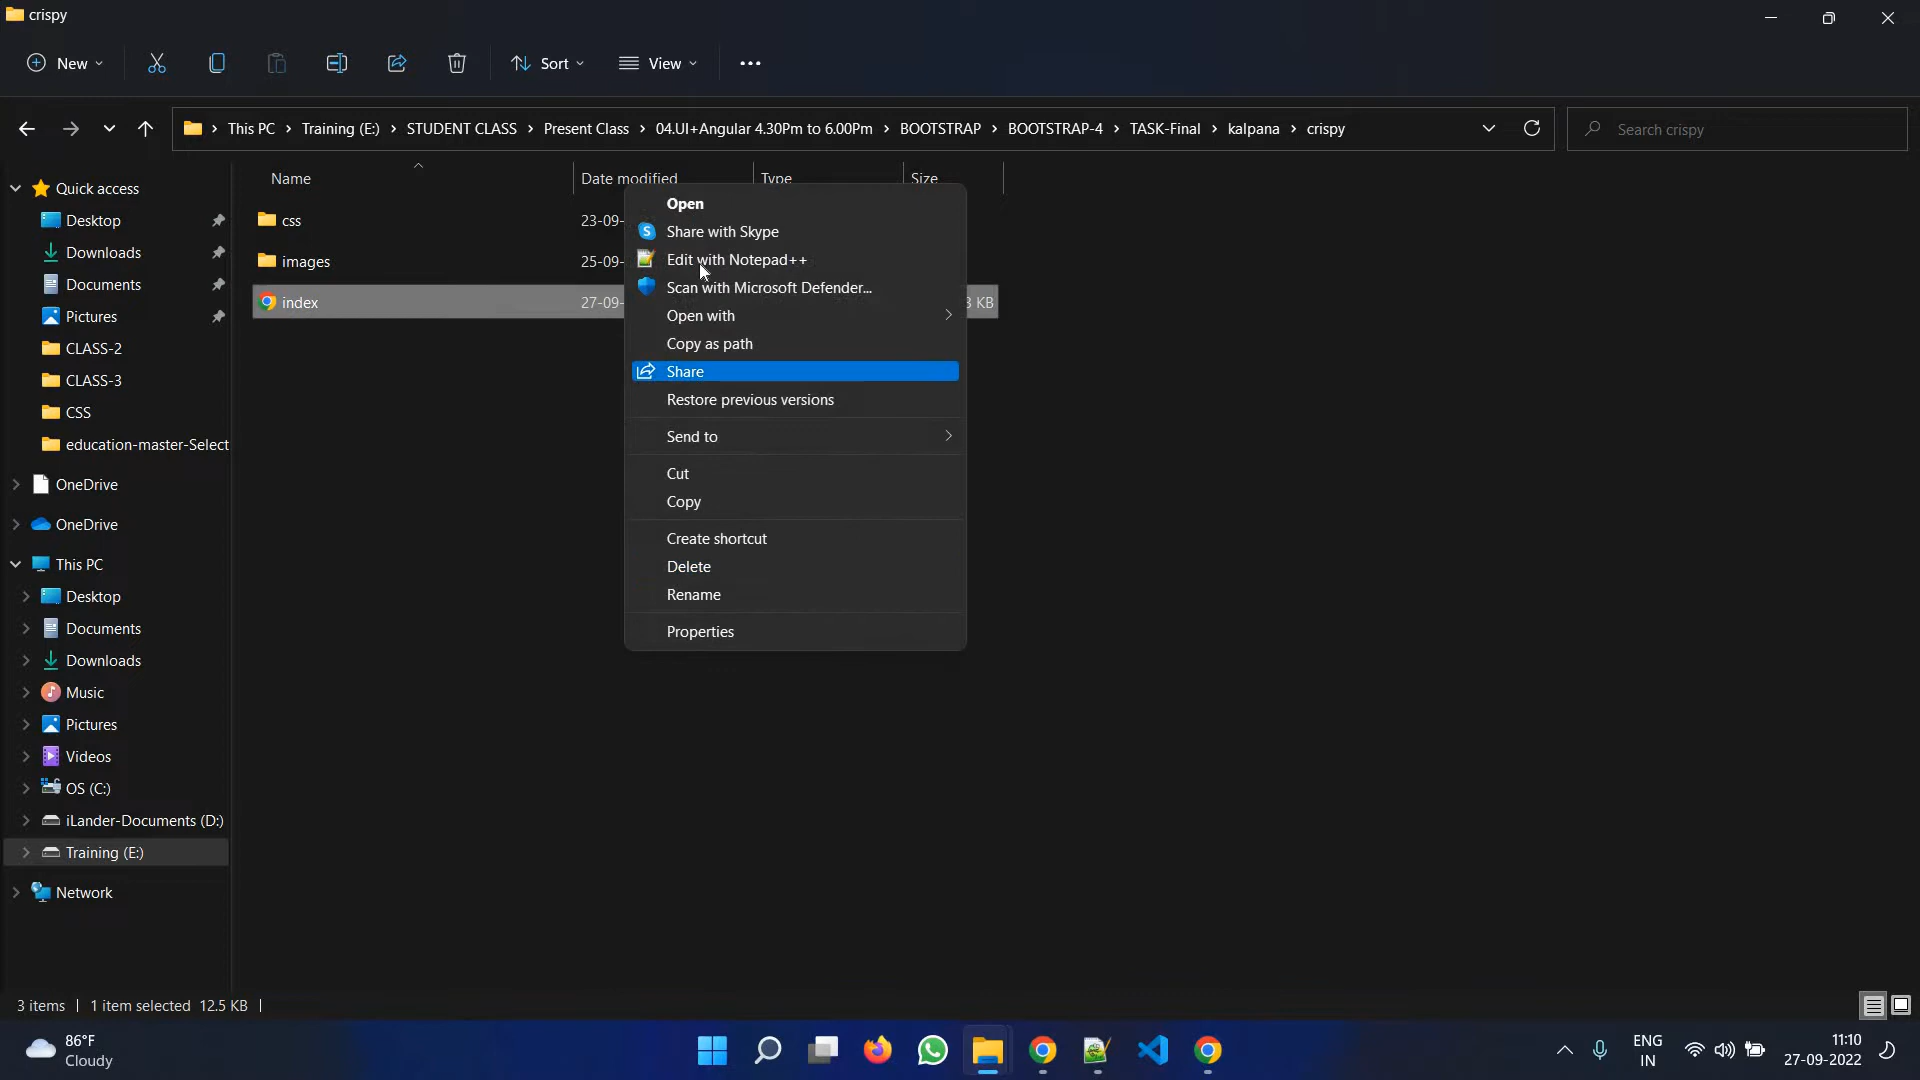 crispy
New
Sort
View
This PC
Training (E:)
STUDENT CLASS
Present Class
04.UI+Angular 4.30Pm to 6.00Pm
BOOTSTRAP
BOOTSTRAP-4
TASK-Final
kalpana
crispy
Search crispy
Name
Date modified
Type
Size
css
23-09-
images
25-09-
index
27-09-
3 KB
Open
Share with Skype
Edit with Notepad++
Scan with Microsoft Defender...
Open with
Copy as path
Share
Restore previous versions
Send to
Cut
Copy
Create shortcut
Delete
Rename
Properties
Quick access
Desktop
Downloads
Documents
Pictures
CLASS-2
CLASS-3
CSS
education-master-Select
OneDrive
OneDrive
This PC
Desktop
Documents
Downloads
Music
Pictures
Videos
OS (C:)
iLander-Documents (D:)
Training (E:)
Network
3 items
1 item selected 12.5 KB
86°F
Cloudy
ENG
IN
11:10
27-09-2022